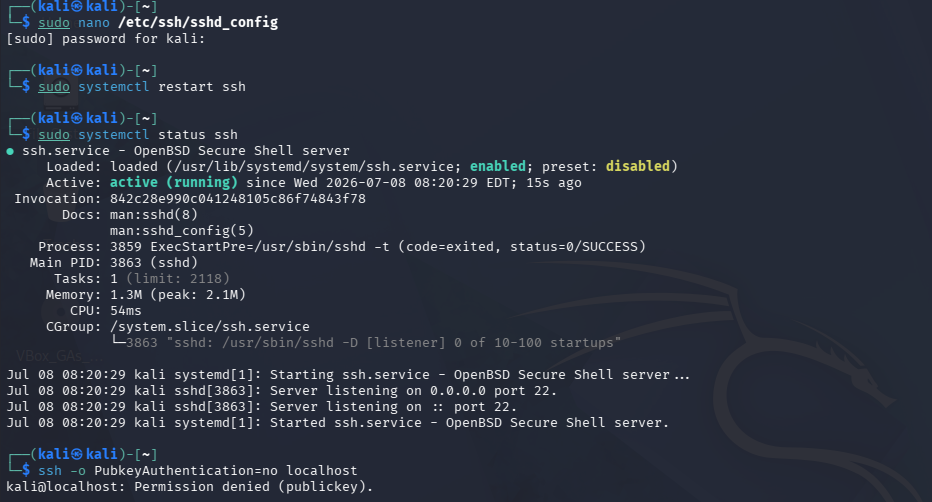 ┌──(kali㉿kali)-[~]
└─$ sudo nano /etc/ssh/sshd_config
[sudo] password for kali:
┌──(kali㉿kali)-[~]
└─$ sudo systemctl restart ssh
┌──(kali㉿kali)-[~]
└─$ sudo systemctl status ssh
● ssh.service - OpenBSD Secure Shell server
     Loaded: loaded (/usr/lib/systemd/system/ssh.service; enabled; preset: disabled)
     Active: active (running) since Wed 2026-07-08 08:20:29 EDT; 15s ago
 Invocation: 842c28e990c041248105c86f74843f78
       Docs: man:sshd(8)
             man:sshd_config(5)
    Process: 3859 ExecStartPre=/usr/sbin/sshd -t (code=exited, status=0/SUCCESS)
   Main PID: 3863 (sshd)
      Tasks: 1 (limit: 2118)
     Memory: 1.3M (peak: 2.1M)
        CPU: 54ms
     CGroup: /system.slice/ssh.service
             └─3863 "sshd: /usr/sbin/sshd -D [listener] 0 of 10-100 startups"
VBox_GAs_...
Jul 08 08:20:29 kali systemd[1]: Starting ssh.service - OpenBSD Secure Shell server...
Jul 08 08:20:29 kali sshd[3863]: Server listening on 0.0.0.0 port 22.
Jul 08 08:20:29 kali sshd[3863]: Server listening on :: port 22.
Jul 08 08:20:29 kali systemd[1]: Started ssh.service - OpenBSD Secure Shell server.
┌──(kali㉿kali)-[~]
└─$ ssh -o PubkeyAuthentication=no localhost
kali@localhost: Permission denied (publickey).